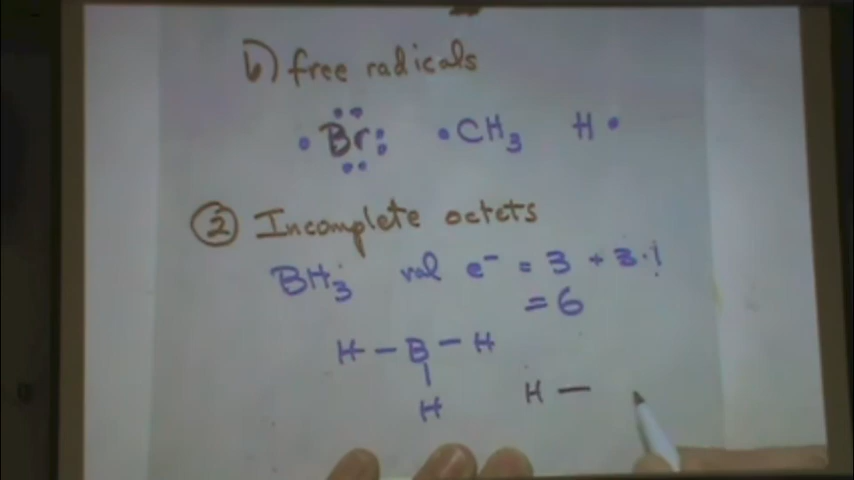 b) free radicals
• Br • CH3 H •
② Incomplete octets
BH3 val e⁻ = 3 + 3·1
= 6
H — B — H
|
H H —